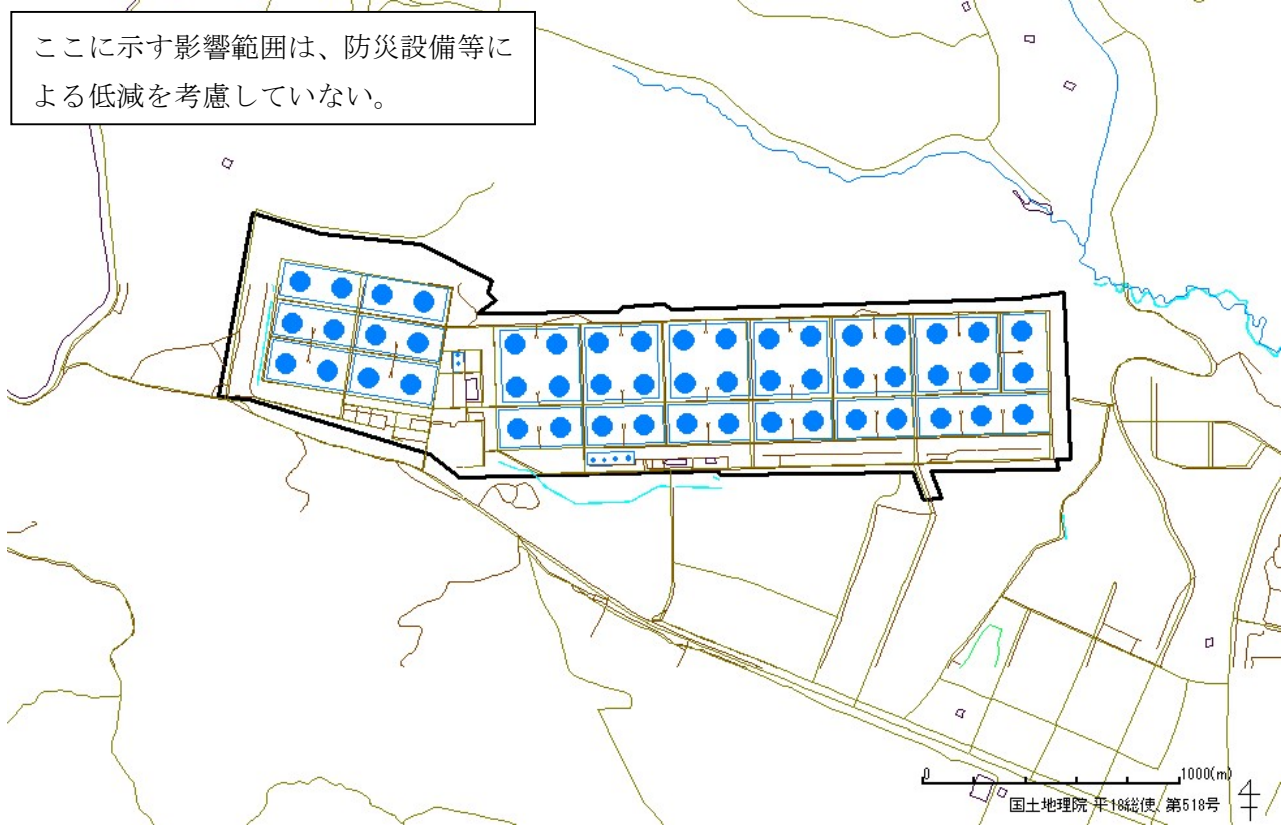 ここに示す影響範囲は、防災設備等に
よる低減を考慮していない。
0 1000(m)
国土地理院 平18総使、第518号